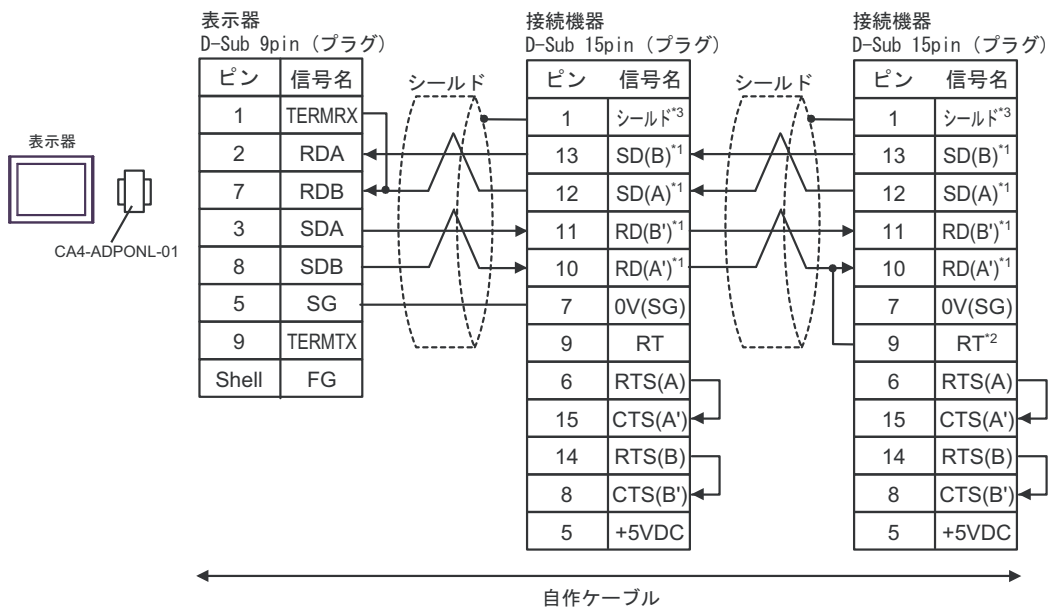 表示器
CA4-ADPONL-01
表示器
D-Sub 9pin (プラグ)
ピン 信号名
1 TERMRX
2 RDA
7 RDB
3 SDA
8 SDB
5 SG
9 TERMTX
Shell FG
シールド
接続機器
D-Sub 15pin (プラグ)
ピン 信号名
1 シールド*3
13 SD(B)*1
12 SD(A)*1
11 RD(B')*1
10 RD(A')*1
7 0V(SG)
9 RT
6 RTS(A)
15 CTS(A')
14 RTS(B)
8 CTS(B')
5 +5VDC
シールド
接続機器
D-Sub 15pin (プラグ)
ピン 信号名
1 シールド*3
13 SD(B)*1
12 SD(A)*1
11 RD(B')*1
10 RD(A')*1
7 0V(SG)
9 RT*2
6 RTS(A)
15 CTS(A')
14 RTS(B)
8 CTS(B')
5 +5VDC
自作ケーブル